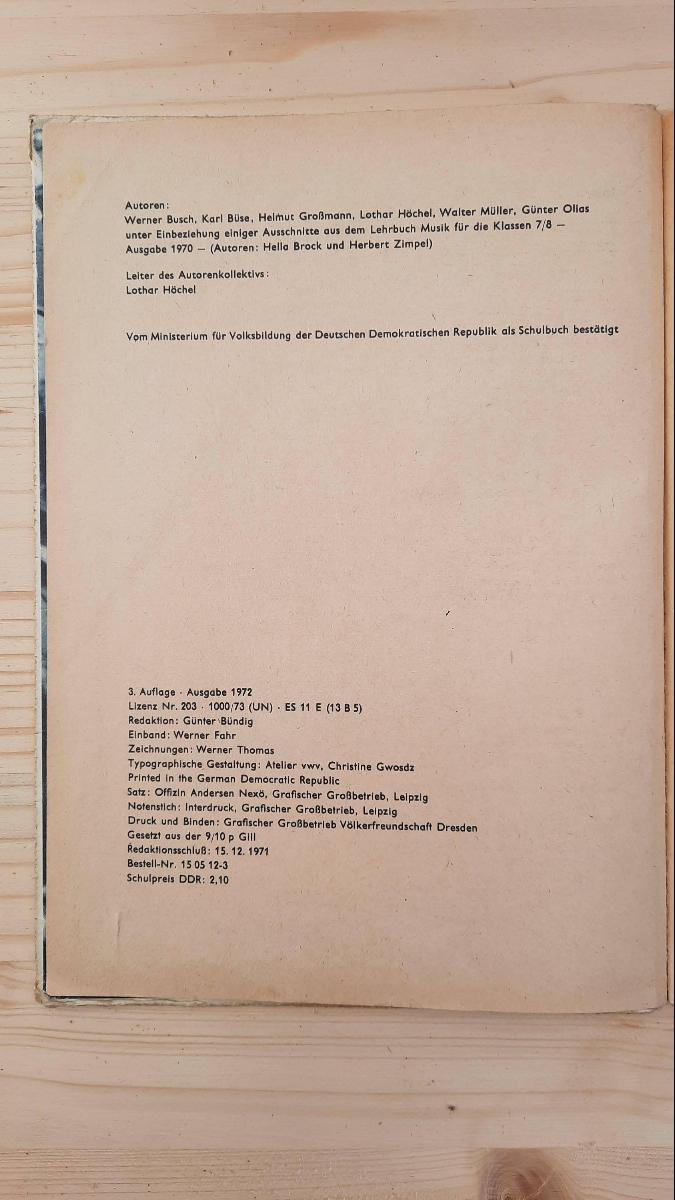 Autoren:
Werner Busch, Karl Büse, Helmut Großmann, Lothar Höchel, Walter Müller, Günter Olias
unter Einbeziehung einiger Ausschnitte aus dem Lehrbuch Musik für die Klassen 7/8 —
Ausgabe 1970 — (Autoren: Hella Brock und Herbert Zimpel)
Leiter des Autorenkollektivs:
Lothar Höchel
Vom Ministerium für Volksbildung der Deutschen Demokratischen Republik als Schulbuch bestätigt
3. Auflage · Ausgabe 1972
Lizenz Nr. 203 · 1000/73 (UN) · ES 11 E (13 B 5)
Redaktion: Günter Bündig
Einband: Werner Fahr
Zeichnungen: Werner Thomas
Typographische Gestaltung: Atelier vwv, Christine Gwosdz
Printed in the German Democratic Republic
Satz: Offizin Andersen Nexö, Grafischer Großbetrieb, Leipzig
Notenstich: Interdruck, Grafischer Großbetrieb, Leipzig
Druck und Binden: Grafischer Großbetrieb Völkerfreundschaft Dresden
Gesetzt aus der 9/10 p Gill
Redaktionsschluß: 15. 12. 1971
Bestell-Nr. 15 05 12-3
Schulpreis DDR: 2,10